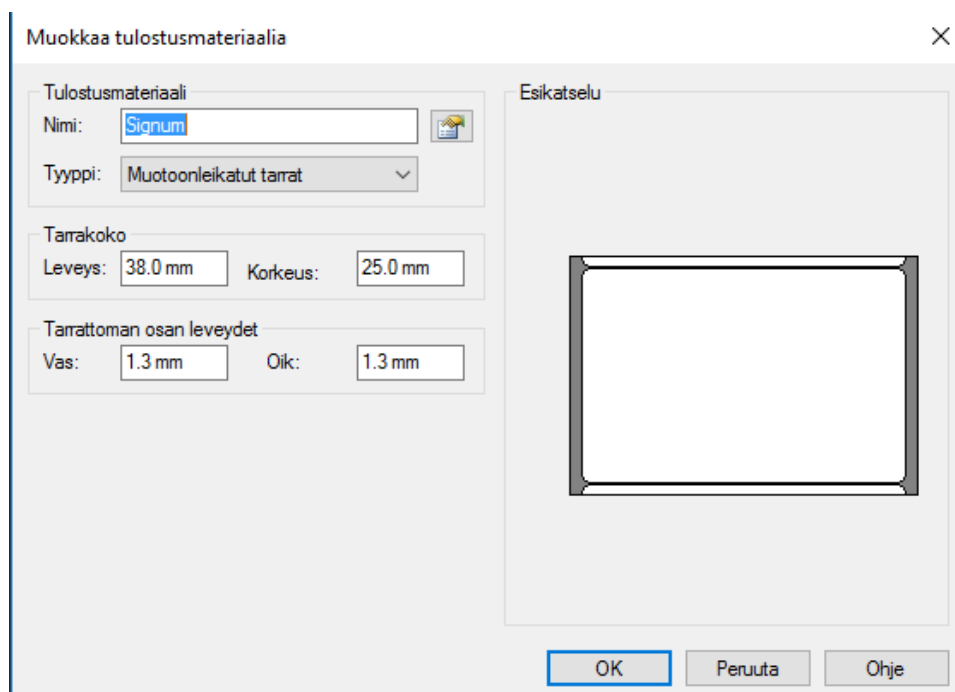 Muokkaa tulostusmateriaalia
Tulostusmateriaali
Nimi: Signum
Tyyppi: Muotoonleikatut tarrat
Tarrakoko
Leveys: 38.0 mm Korkeus: 25.0 mm
Tarrattoman osan leveydet
Vas: 1.3 mm Oik: 1.3 mm
Esikatselu
OK Peruuta Ohje